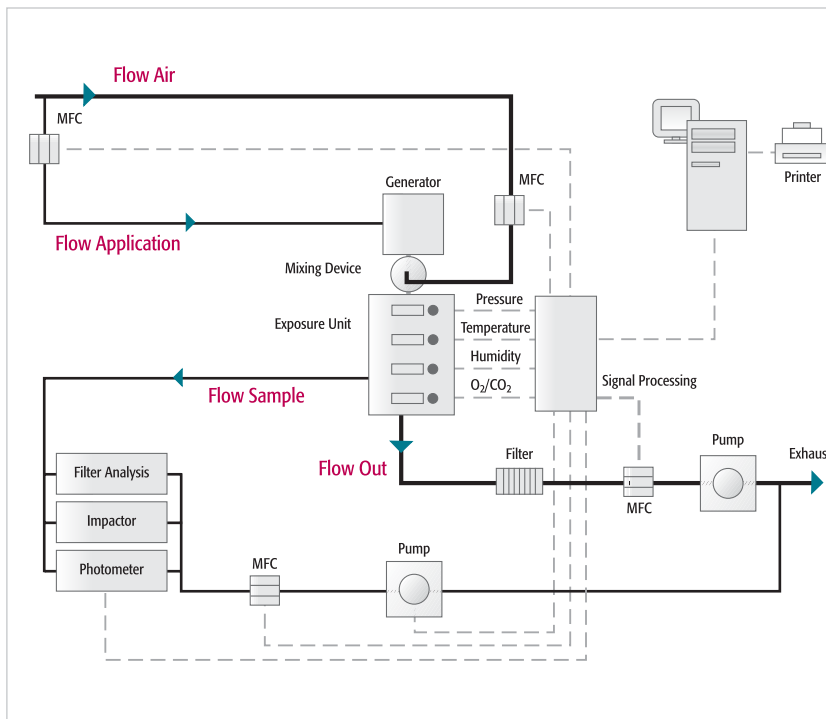 Flow Air
MFC
Generator
MFC
Printer
Flow Application
Mixing Device
Pressure
Exposure Unit
Temperature
Humidity
O₂/CO₂
Signal Processing
Flow Sample
Flow Out
Filter
Pump
Exhaus
Filter Analysis
MFC
Impactor
Pump
MFC
Photometer